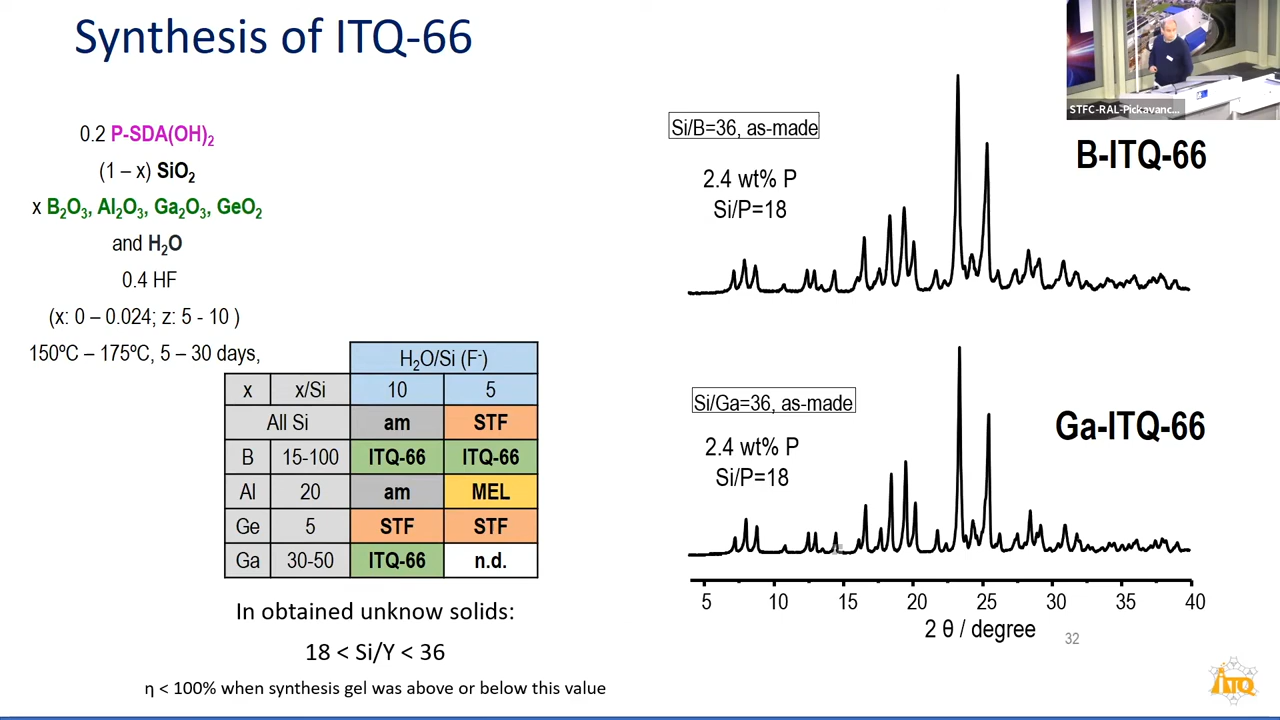 Synthesis of ITQ-66
0.2 P-SDA(OH)₂
(1 – x) SiO₂
x B₂O₃, Al₂O₃, Ga₂O₃, GeO₂
and H₂O
0.4 HF
(x: 0 – 0.024; z: 5 - 10 )
150ºC – 175ºC, 5 – 30 days,
H₂O/Si (F⁻)
x x/Si 10 5
All Si am STF
B 15-100 ITQ-66 ITQ-66
Al 20 am MEL
Ge 5 STF STF
Ga 30-50 ITQ-66 n.d.
In obtained unknow solids:
18 < Si/Y < 36
η < 100% when synthesis gel was above or below this value
STFC-RAL-Pickavanc...
Si/B=36, as-made
B-ITQ-66
2.4 wt% P
Si/P=18
Si/Ga=36, as-made
Ga-ITQ-66
2.4 wt% P
Si/P=18
5 10 15 20 25 30 35 40
2 θ / degree
32
iTQ